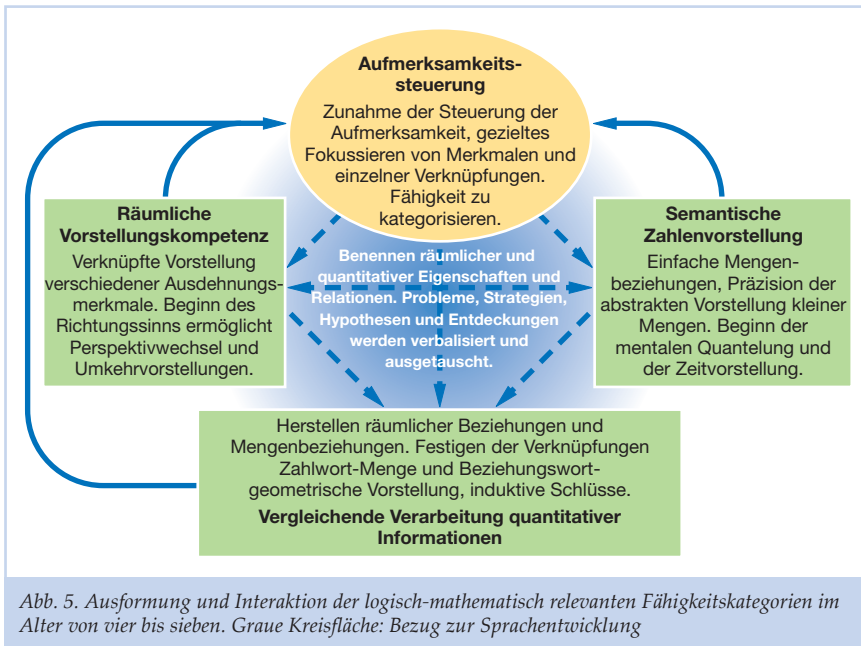 Aufmerksamkeits-
steuerung
Zunahme der Steuerung der
Aufmerksamkeit, gezieltes
Fokussieren von Merkmalen und
einzelner Verknüpfungen.
Fähigkeit zu
kategorisieren.
Räumliche
Vorstellungskompetenz
Verknüpfte Vorstellung
verschiedener Ausdehnungs-
merkmale. Beginn des
Richtungssinns ermöglicht
Perspektivwechsel und
Umkehrvorstellungen.
Benennen räumlicher und
quantitativer Eigenschaften und
Relationen. Probleme, Strategien,
Hypothesen und Entdeckungen
werden verbalisiert und
ausgetauscht.
Semantische
Zahlenvorstellung
Einfache Mengen-
beziehungen, Präzision der
abstrakten Vorstellung kleiner
Mengen. Beginn der
mentalen Quantelung und
der Zeitvorstellung.
Herstellen räumlicher Beziehungen und
Mengenbeziehungen. Festigen der Verknüpfungen
Zahlwort-Menge und Beziehungswort-
geometrische Vorstellung, induktive Schlüsse.
Vergleichende Verarbeitung quantitativer
Informationen
Abb. 5. Ausformung und Interaktion der logisch-mathematisch relevanten Fähigkeitskategorien im
Alter von vier bis sieben. Graue Kreisfläche: Bezug zur Sprachentwicklung